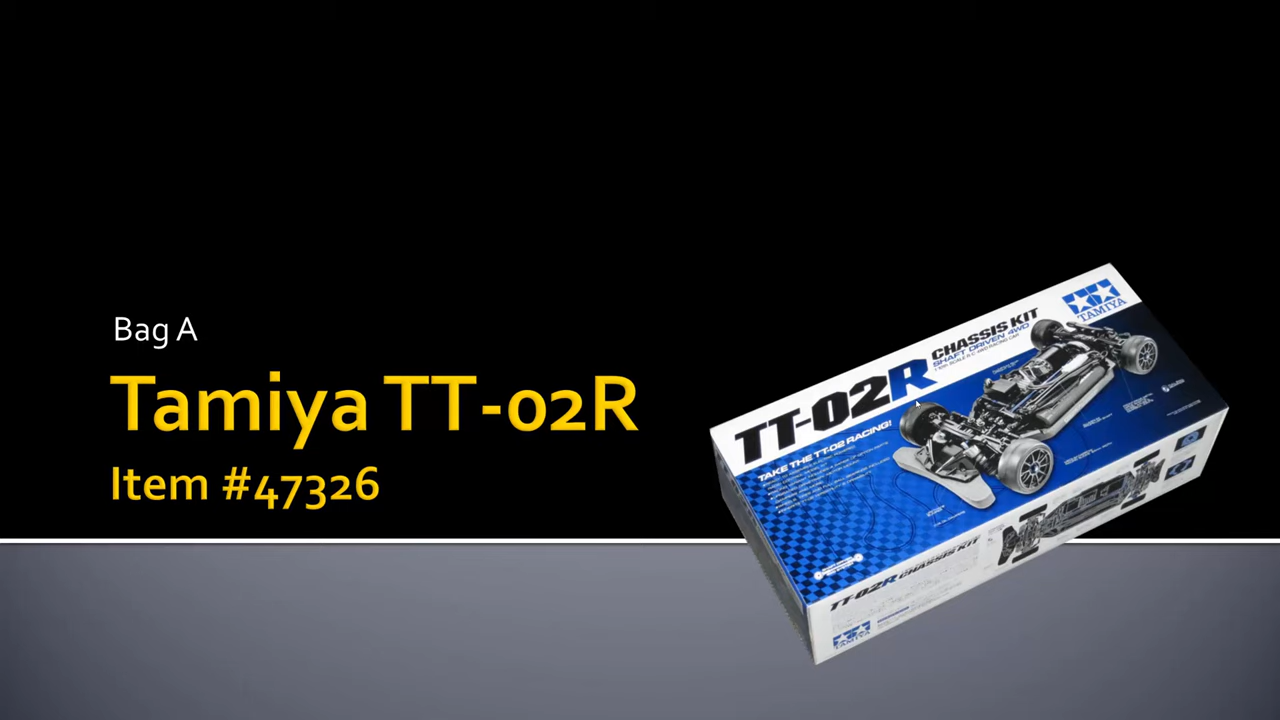 Bag A
Tamiya TT-02R
Item #47326
TAMIYA
TT-02R
CHASSIS KIT
SHAFT DRIVEN 4WD
TAKE THE TT-02 RACING!
TT-02R CHASSIS KIT
TAMIYA